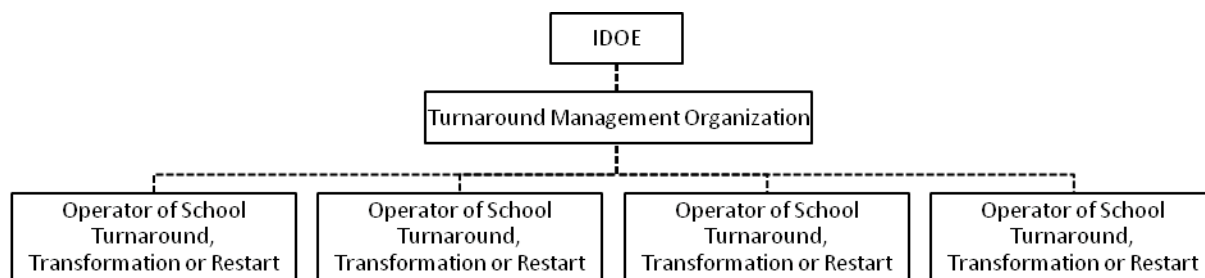 IDOE
Turnaround Management Organization
Operator of School
Turnaround,
Transformation or Restart
Operator of School
Turnaround,
Transformation or Restart
Operator of School
Turnaround,
Transformation or Restart
Operator of School
Turnaround,
Transformation or Restart